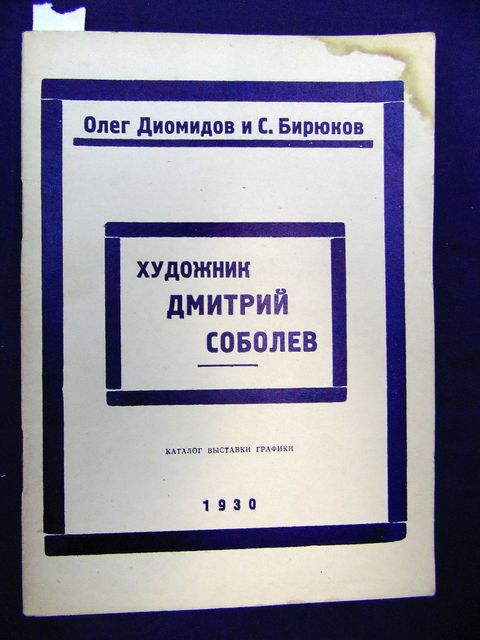 Олег Диомидов и С. Бирюков
ХУДОЖНИК
ДМИТРИЙ
СОБОЛЕВ
КАТАЛОГ ВЫСТАВКИ ГРАФИКИ
1930